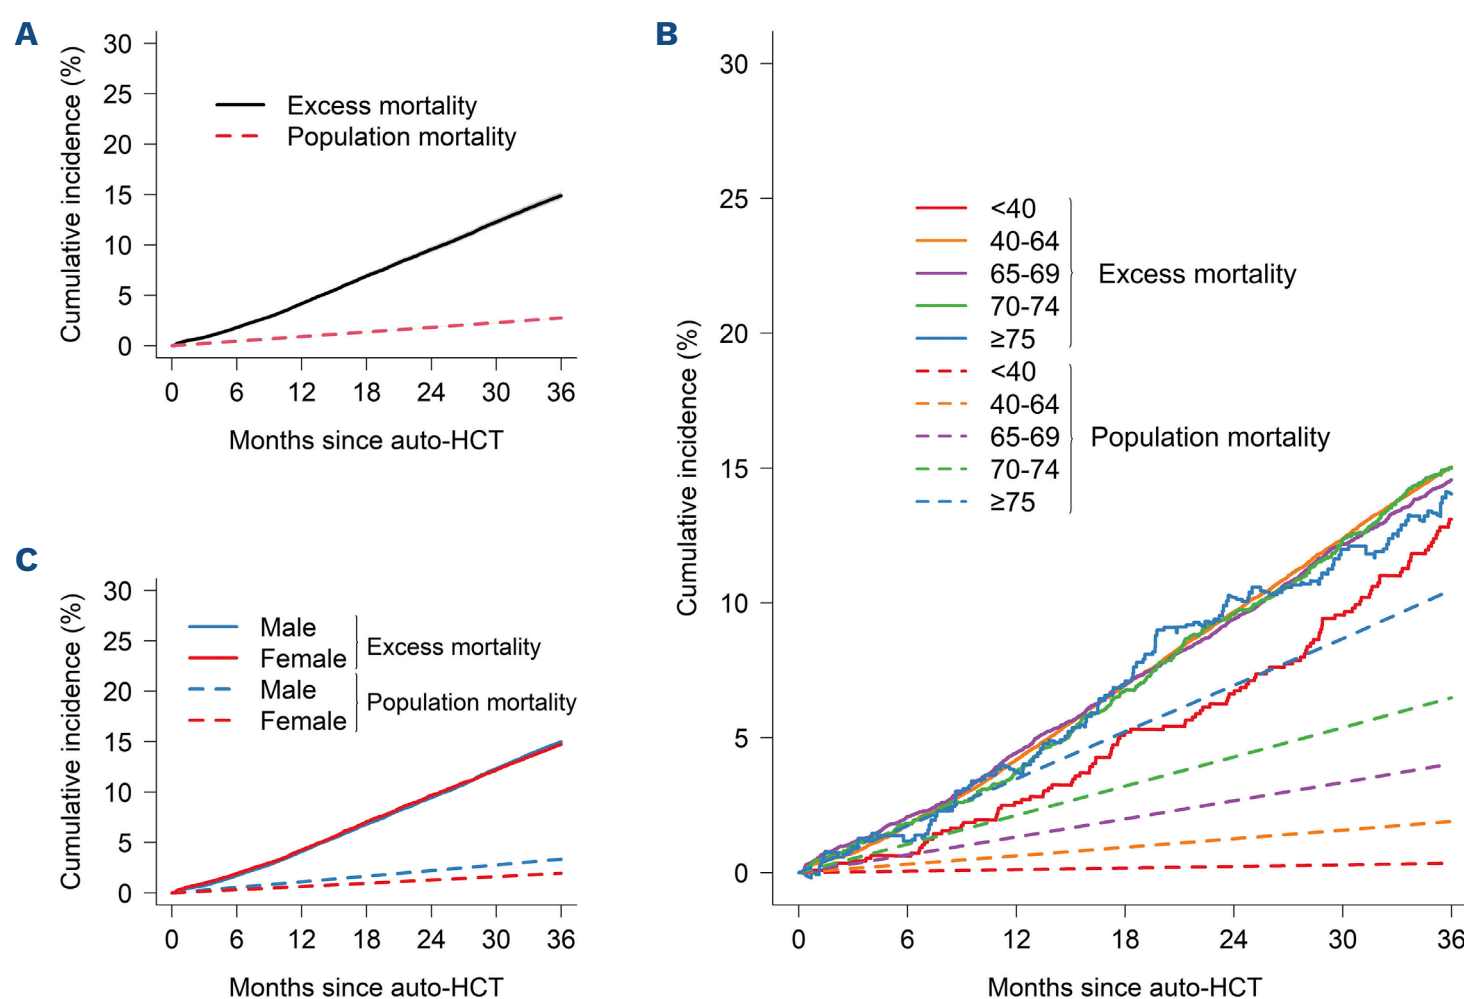 A
Cumulative incidence (%)
30
25
20
15
10
5
0
Excess mortality
Population mortality
0 6 12 18 24 30 36
Months since auto-HCT
B
Cumulative incidence (%)
30
25
20
15
10
5
0
<40
40-64
65-69
70-74
≥75
Excess mortality
<40
40-64
65-69
70-74
≥75
Population mortality
0 6 12 18 24 30 36
Months since auto-HCT
C
Cumulative incidence (%)
30
25
20
15
10
5
0
Male
Female
Excess mortality
Male
Female
Population mortality
0 6 12 18 24 30 36
Months since auto-HCT